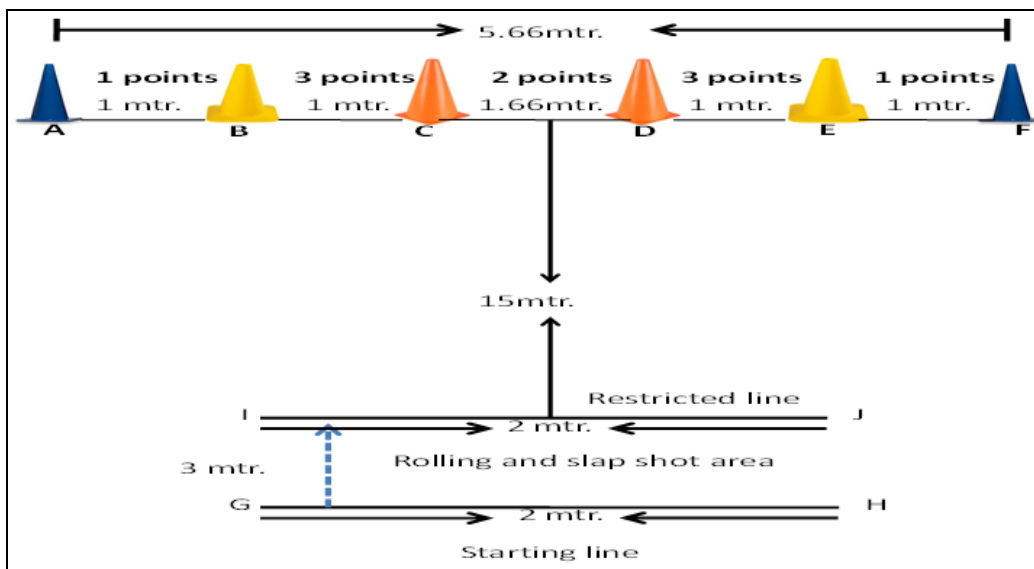 5.66mtr.
1 points 3 points 2 points 3 points 1 points
1 mtr. 1 mtr. 1.66mtr. 1 mtr. 1 mtr.
A B C D E F
15mtr.
Restricted line
I J
2 mtr.
Rolling and slap shot area
3 mtr.
G H
2 mtr.
Starting line